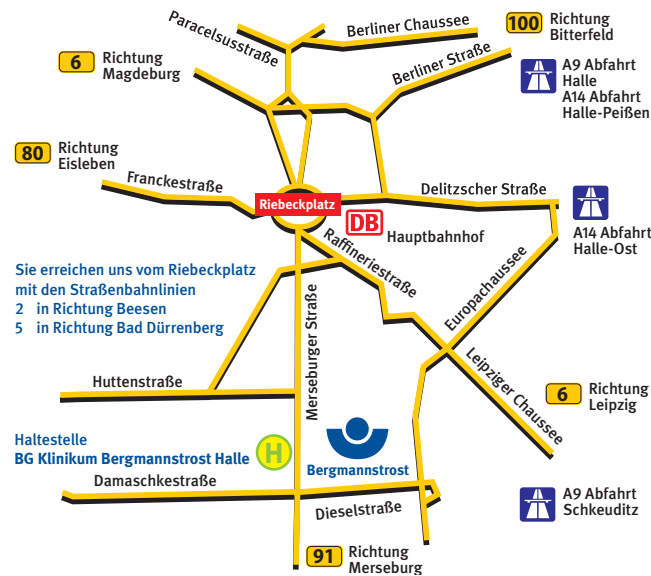 Paracelsusstraße
Berliner Chaussee
100 Richtung
Bitterfeld
6 Richtung
Magdeburg
Berliner Straße
A9 Abfahrt
Halle
A14 Abfahrt
Halle-Peißen
80 Richtung
Eisleben
Franckestraße
Riebeckplatz
Delitzscher Straße
DB Hauptbahnhof
A14 Abfahrt
Halle-Ost
Raffineriestraße
Europachaussee
Sie erreichen uns vom Riebeckplatz
mit den Straßenbahnlinien
2 in Richtung Beesen
5 in Richtung Bad Dürrenberg
Merseburger Straße
Huttenstraße
Leipziger Chaussee
6 Richtung
Leipzig
Haltestelle
BG Klinikum Bergmannstrost Halle
H
Bergmannstrost
Damaschkestraße
Dieselstraße
A9 Abfahrt
Schkeuditz
91 Richtung
Merseburg